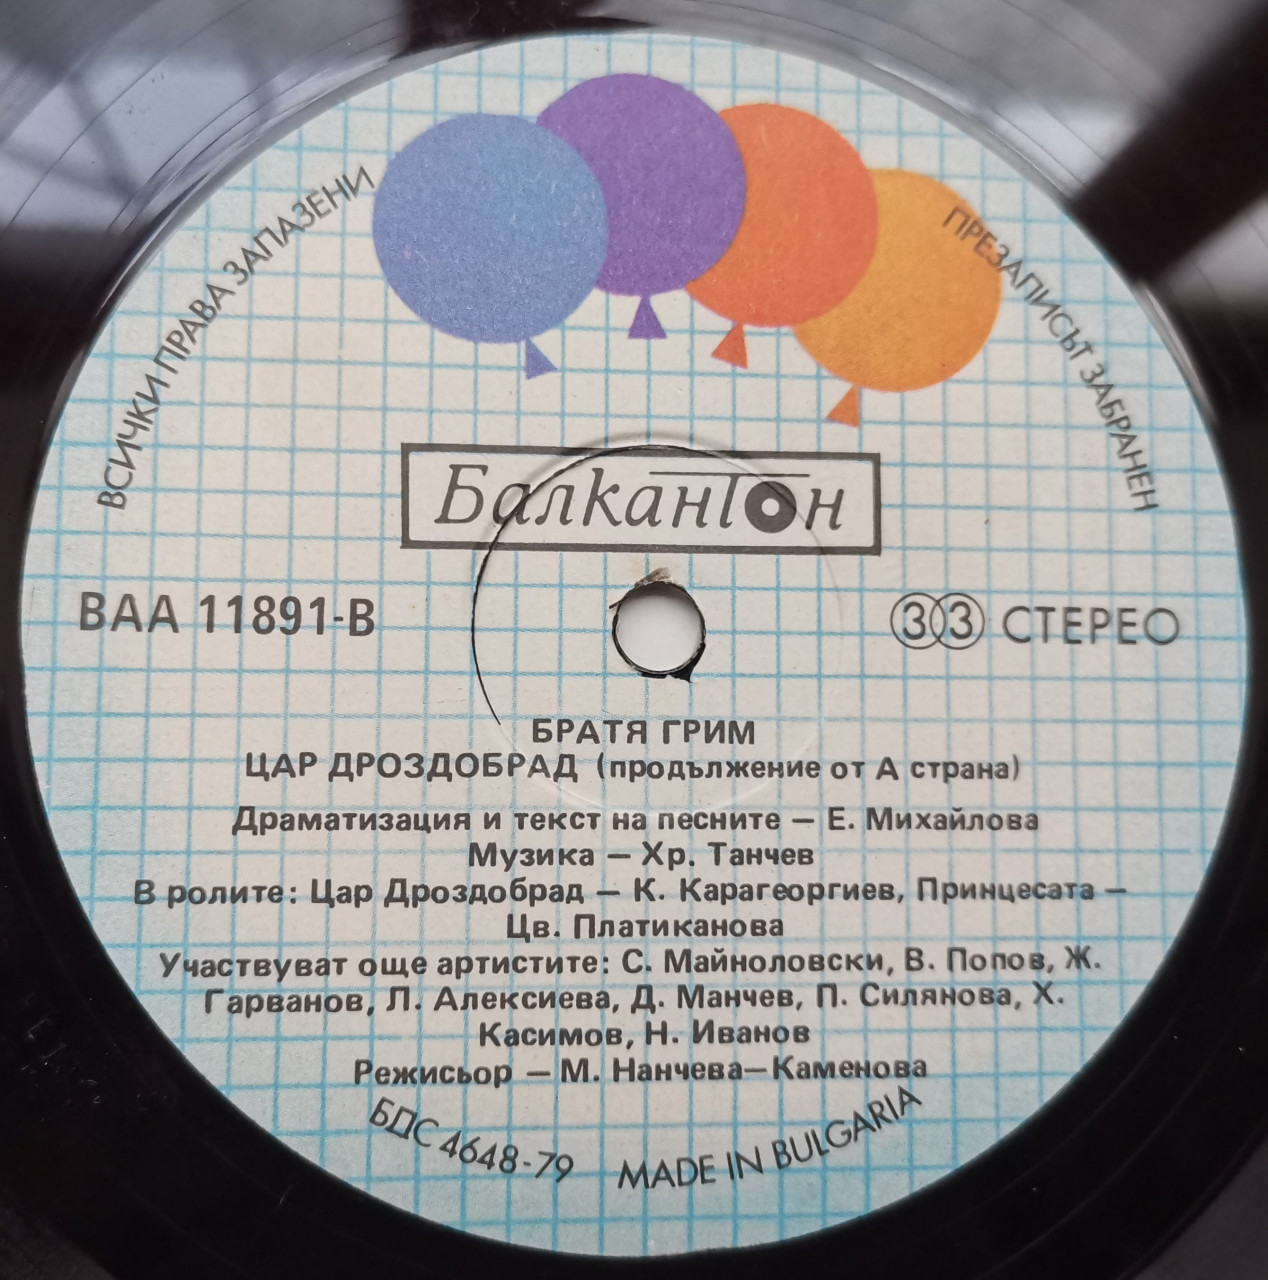 ВСИЧКИ ПРАВА ЗАПАЗЕНИ
ПРЕЗАПИСЪТ ЗАБРАНЕН
Балкантон
ВАА 11891-В
33 СТЕРЕО
БРАТЯ ГРИМ
ЦАР ДРОЗДОБРАД (продължение от А страна)
Драматизация и текст на песните – Е. Михайлова
Музика – Хр. Танчев
В ролите: Цар Дроздобрад – К. Карагеоргиев, Принцесата –
Цв. Платиканова
Участвуват още артистите: С. Майноловски, В. Попов, Ж.
Гарванов, Л. Алексиева, Д. Манчев, П. Силянова, Х.
Касимов, Н. Иванов
Режисьор – М. Нанчева–Каменова
БДС 4648-79
MADE IN BULGARIA